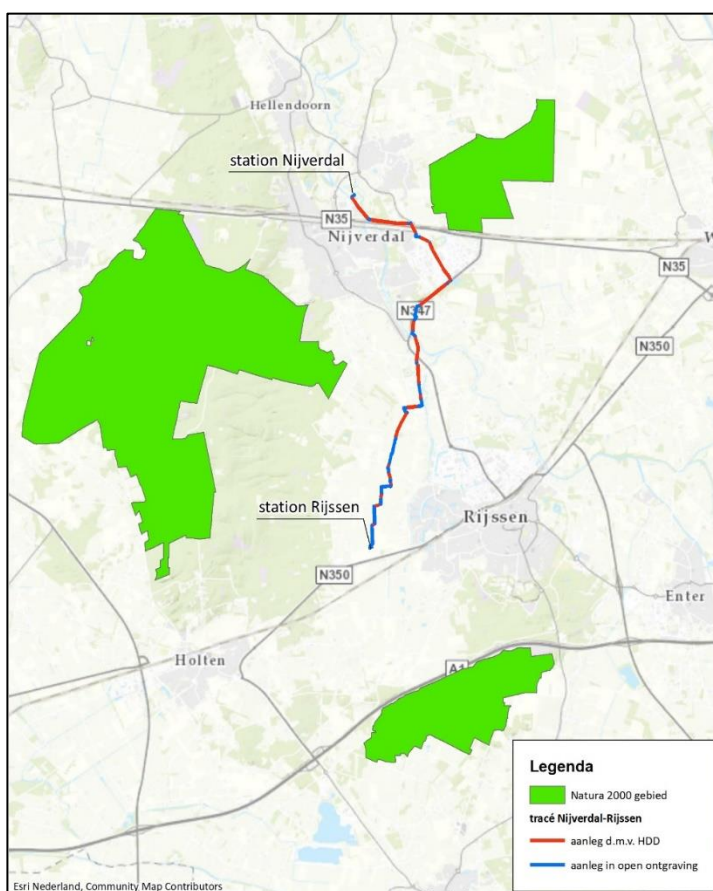 Hellendoorn
station Nijverdal
N35
Nijverdal
W
N35
N347
N350
station Rijssen
Rijssen
N350
Enter
Holten
A1
Legenda
Natura 2000 gebied
tracé Nijverdal-Rijssen
aanleg d.m.v. HDD
aanleg in open ontgraving
Esri Nederland, Community Map Contributors